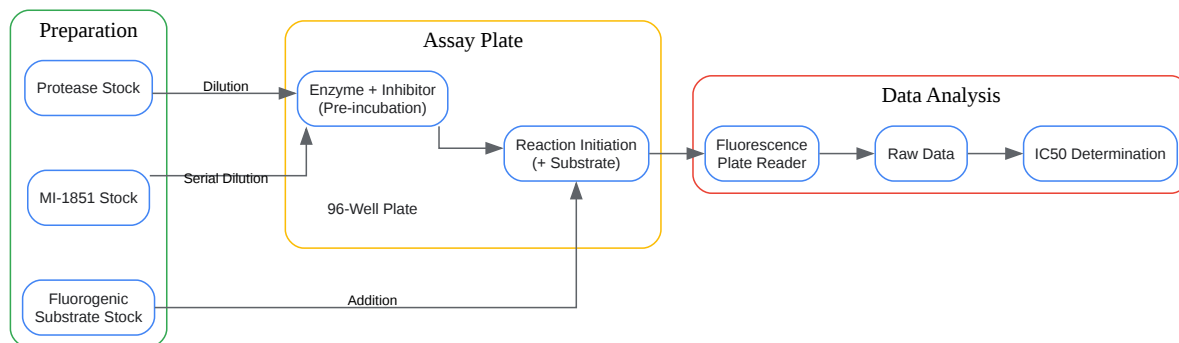 Preparation
Protease Stock
MI-1851 Stock
Fluorogenic
Substrate Stock
Dilution
Serial Dilution
Addition
Assay Plate
Enzyme + Inhibitor
(Pre-incubation)
Reaction Initiation
(+ Substrate)
96-Well Plate
Data Analysis
Fluorescence
Plate Reader
Raw Data
IC50 Determination